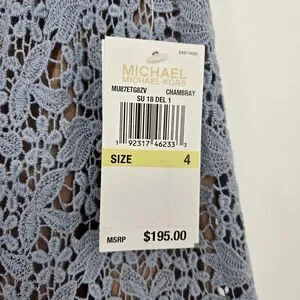 MICHAEL
MICHAEL KORS
MU87ETG8ZV CHAMBRAY
SU 18 DEL 1
1 92317 46233 3
SIZE 4
MSRP $195.00